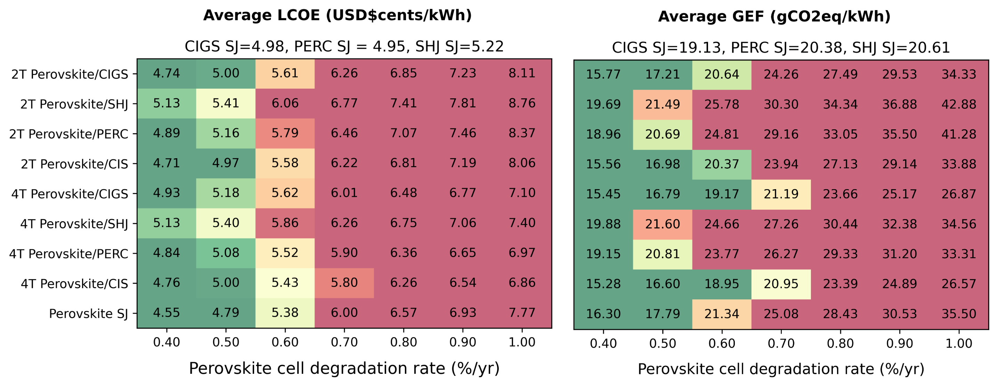 Average LCOE (USD$cents/kWh)
CIGS SJ=4.98, PERC SJ = 4.95, SHJ SJ=5.22
2T Perovskite/CIGS 4.74 5.00 5.61 6.26 6.85 7.23 8.11
2T Perovskite/SHJ 5.13 5.41 6.06 6.77 7.41 7.81 8.76
2T Perovskite/PERC 4.89 5.16 5.79 6.46 7.07 7.46 8.37
2T Perovskite/CIS 4.71 4.97 5.58 6.22 6.81 7.19 8.06
4T Perovskite/CIGS 4.93 5.18 5.62 6.01 6.48 6.77 7.10
4T Perovskite/SHJ 5.13 5.40 5.86 6.26 6.75 7.06 7.40
4T Perovskite/PERC 4.84 5.08 5.52 5.90 6.36 6.65 6.97
4T Perovskite/CIS 4.76 5.00 5.43 5.80 6.26 6.54 6.86
Perovskite SJ 4.55 4.79 5.38 6.00 6.57 6.93 7.77
0.40 0.50 0.60 0.70 0.80 0.90 1.00
Perovskite cell degradation rate (%/yr)
Average GEF (gCO2eq/kWh)
CIGS SJ=19.13, PERC SJ=20.38, SHJ SJ=20.61
15.77 17.21 20.64 24.26 27.49 29.53 34.33
19.69 21.49 25.78 30.30 34.34 36.88 42.88
18.96 20.69 24.81 29.16 33.05 35.50 41.28
15.56 16.98 20.37 23.94 27.13 29.14 33.88
15.45 16.79 19.17 21.19 23.66 25.17 26.87
19.88 21.60 24.66 27.26 30.44 32.38 34.56
19.15 20.81 23.77 26.27 29.33 31.20 33.31
15.28 16.60 18.95 20.95 23.39 24.89 26.57
16.30 17.79 21.34 25.08 28.43 30.53 35.50
0.40 0.50 0.60 0.70 0.80 0.90 1.00
Perovskite cell degradation rate (%/yr)